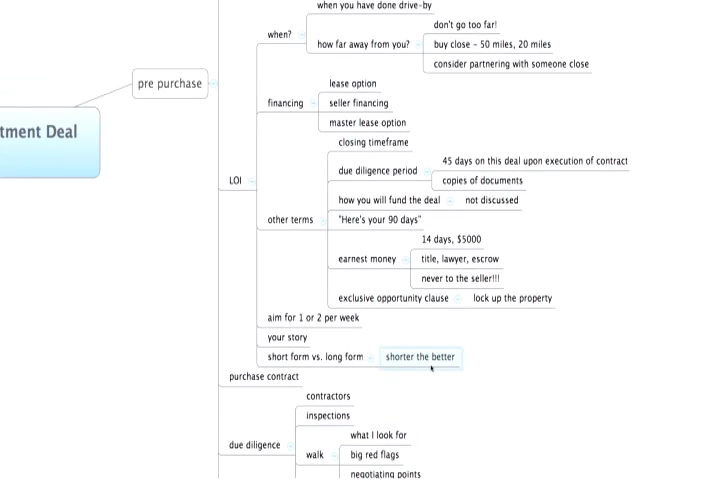 when you have done drive-by
don't go too far!
when?
how far away from you?
buy close - 50 miles, 20 miles
consider partnering with someone close
pre purchase
lease option
financing
seller financing
master lease option
tment Deal
closing timeframe
45 days on this deal upon execution of contract
due diligence period
copies of documents
LOI
how you will fund the deal
not discussed
other terms
"Here's your 90 days"
14 days, $5000
earnest money
title, lawyer, escrow
never to the seller!!!
exclusive opportunity clause
lock up the property
aim for 1 or 2 per week
your story
short form vs. long form
shorter the better
purchase contract
contractors
inspections
due diligence
what I look for
walk
big red flags
negotiating points